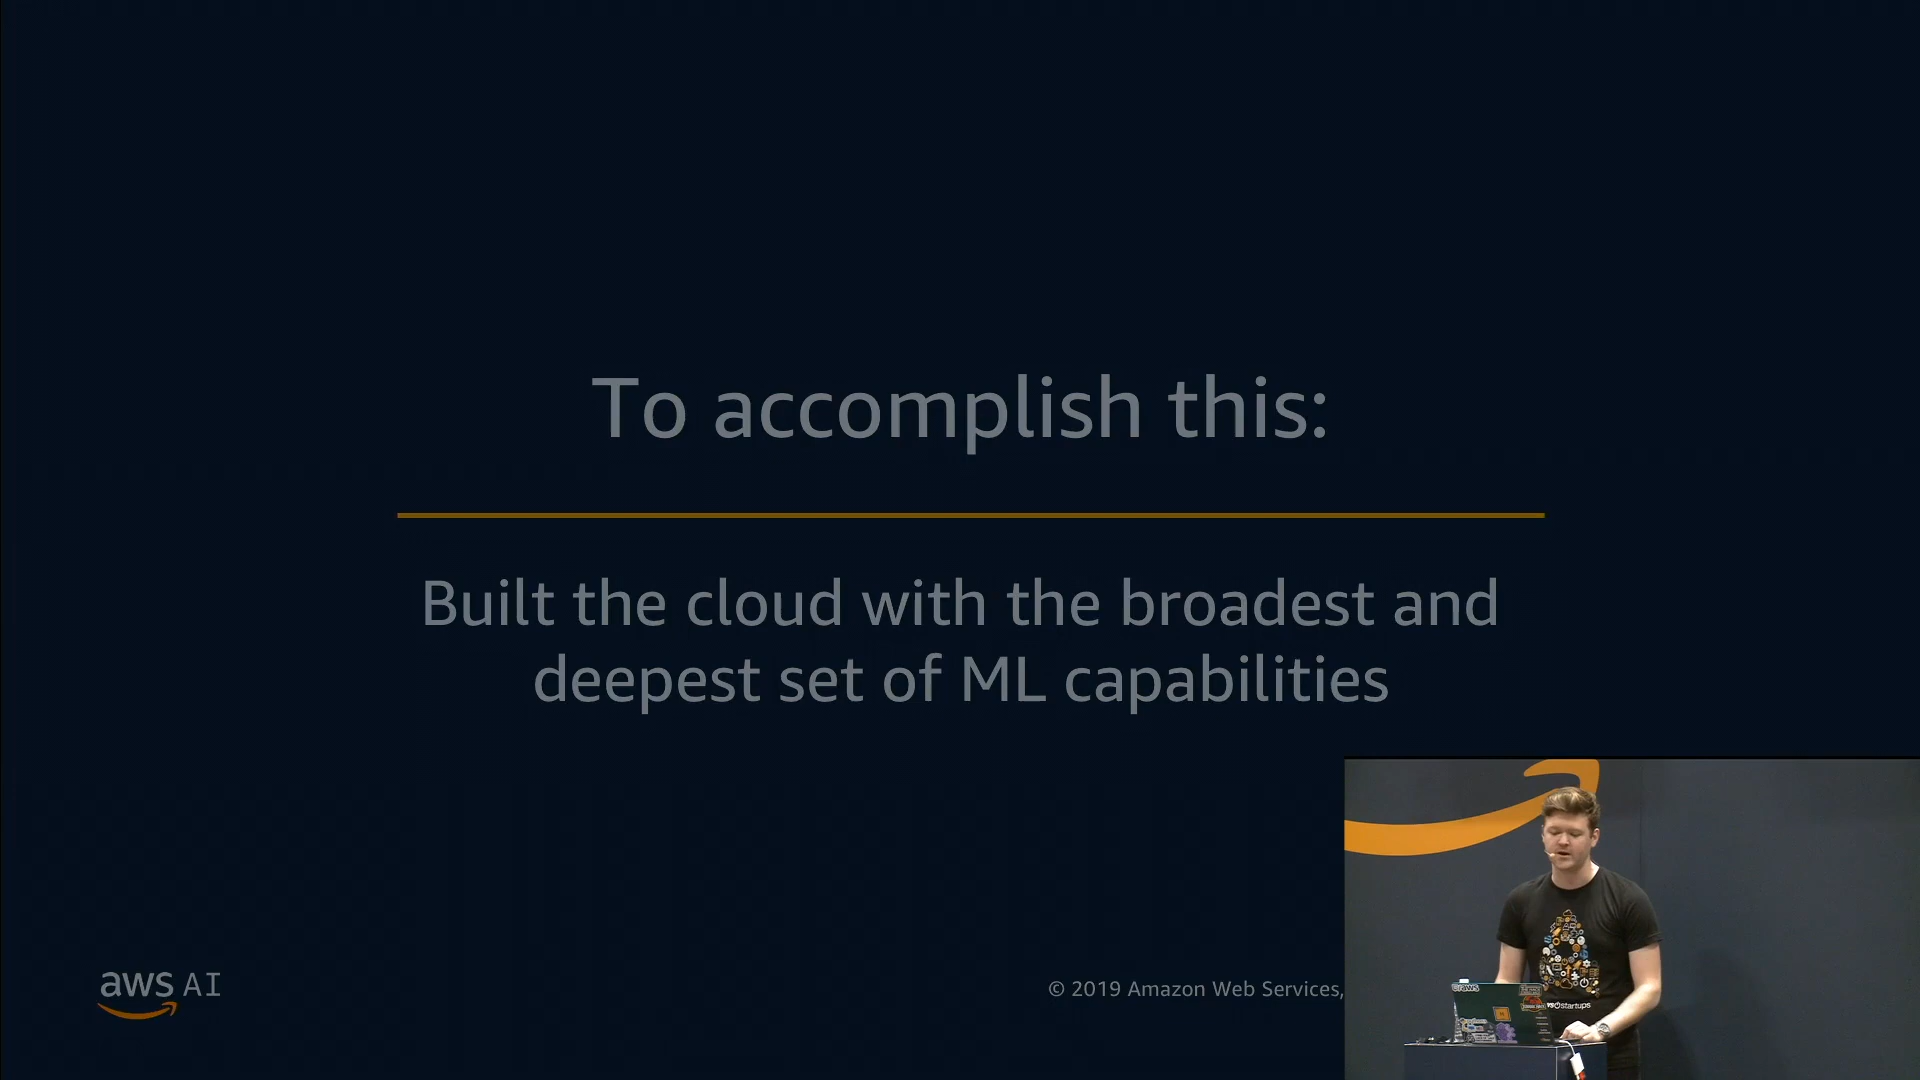 To accomplish this:
Built the cloud with the broadest and
deepest set of ML capabilities
aws AI
© 2019 Amazon Web Services,
startups